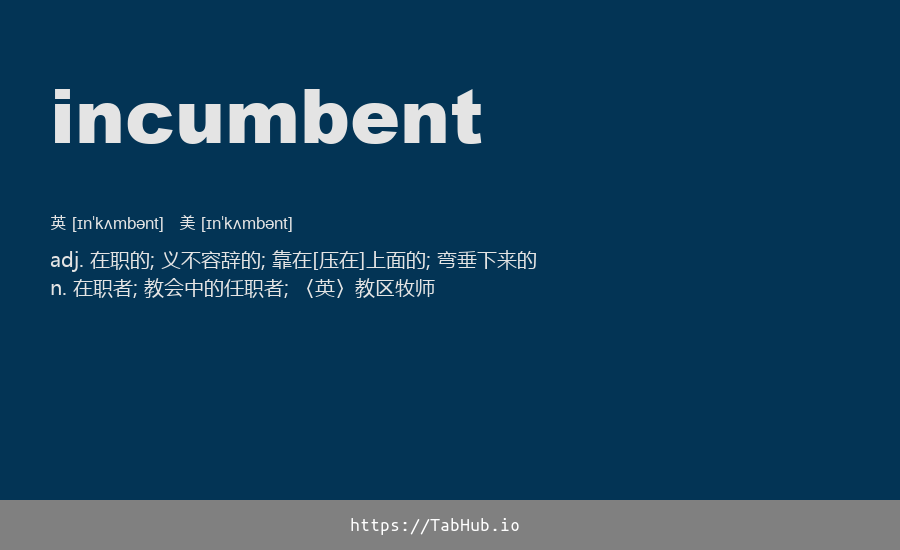 incumbent
英 [ɪnˈkʌmbənt] 美 [ɪnˈkʌmbənt]
adj. 在职的; 义不容辞的; 靠在[压在]上面的; 弯垂下来的
n. 在职者; 教会中的任职者; 〈英〉教区牧师
https://TabHub.io